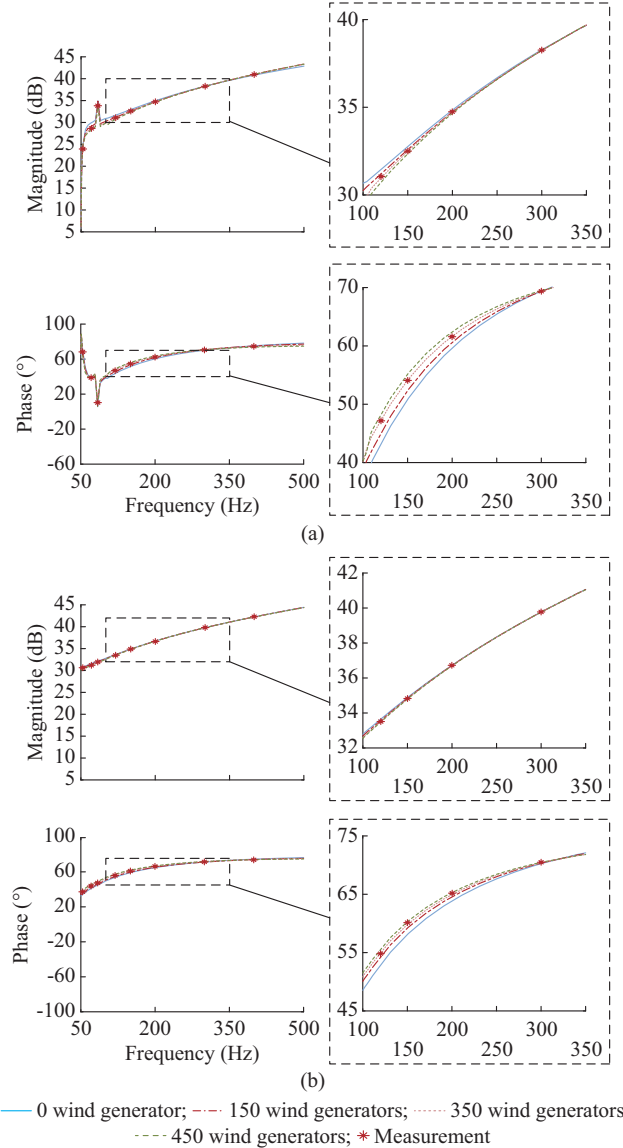 45
40
35
30
25
20
15
10
5
Magnitude (dB)
40
35
30
100 200 300
150 250 350
100
60
20
-20
-60
Phase (°)
50 200 350 500
Frequency (Hz)
70
60
50
40
100 200 300
150 250 350
(a)
45
40
35
30
25
20
15
10
5
Magnitude (dB)
42
40
38
36
34
32
100 200 300
150 250 350
100
60
20
-20
-60
-100
Phase (°)
50 200 350 500
Frequency (Hz)
75
65
55
45
100 200 300
150 250 350
(b)
0 wind generator; 150 wind generators; 350 wind generators
450 wind generators; Measurement